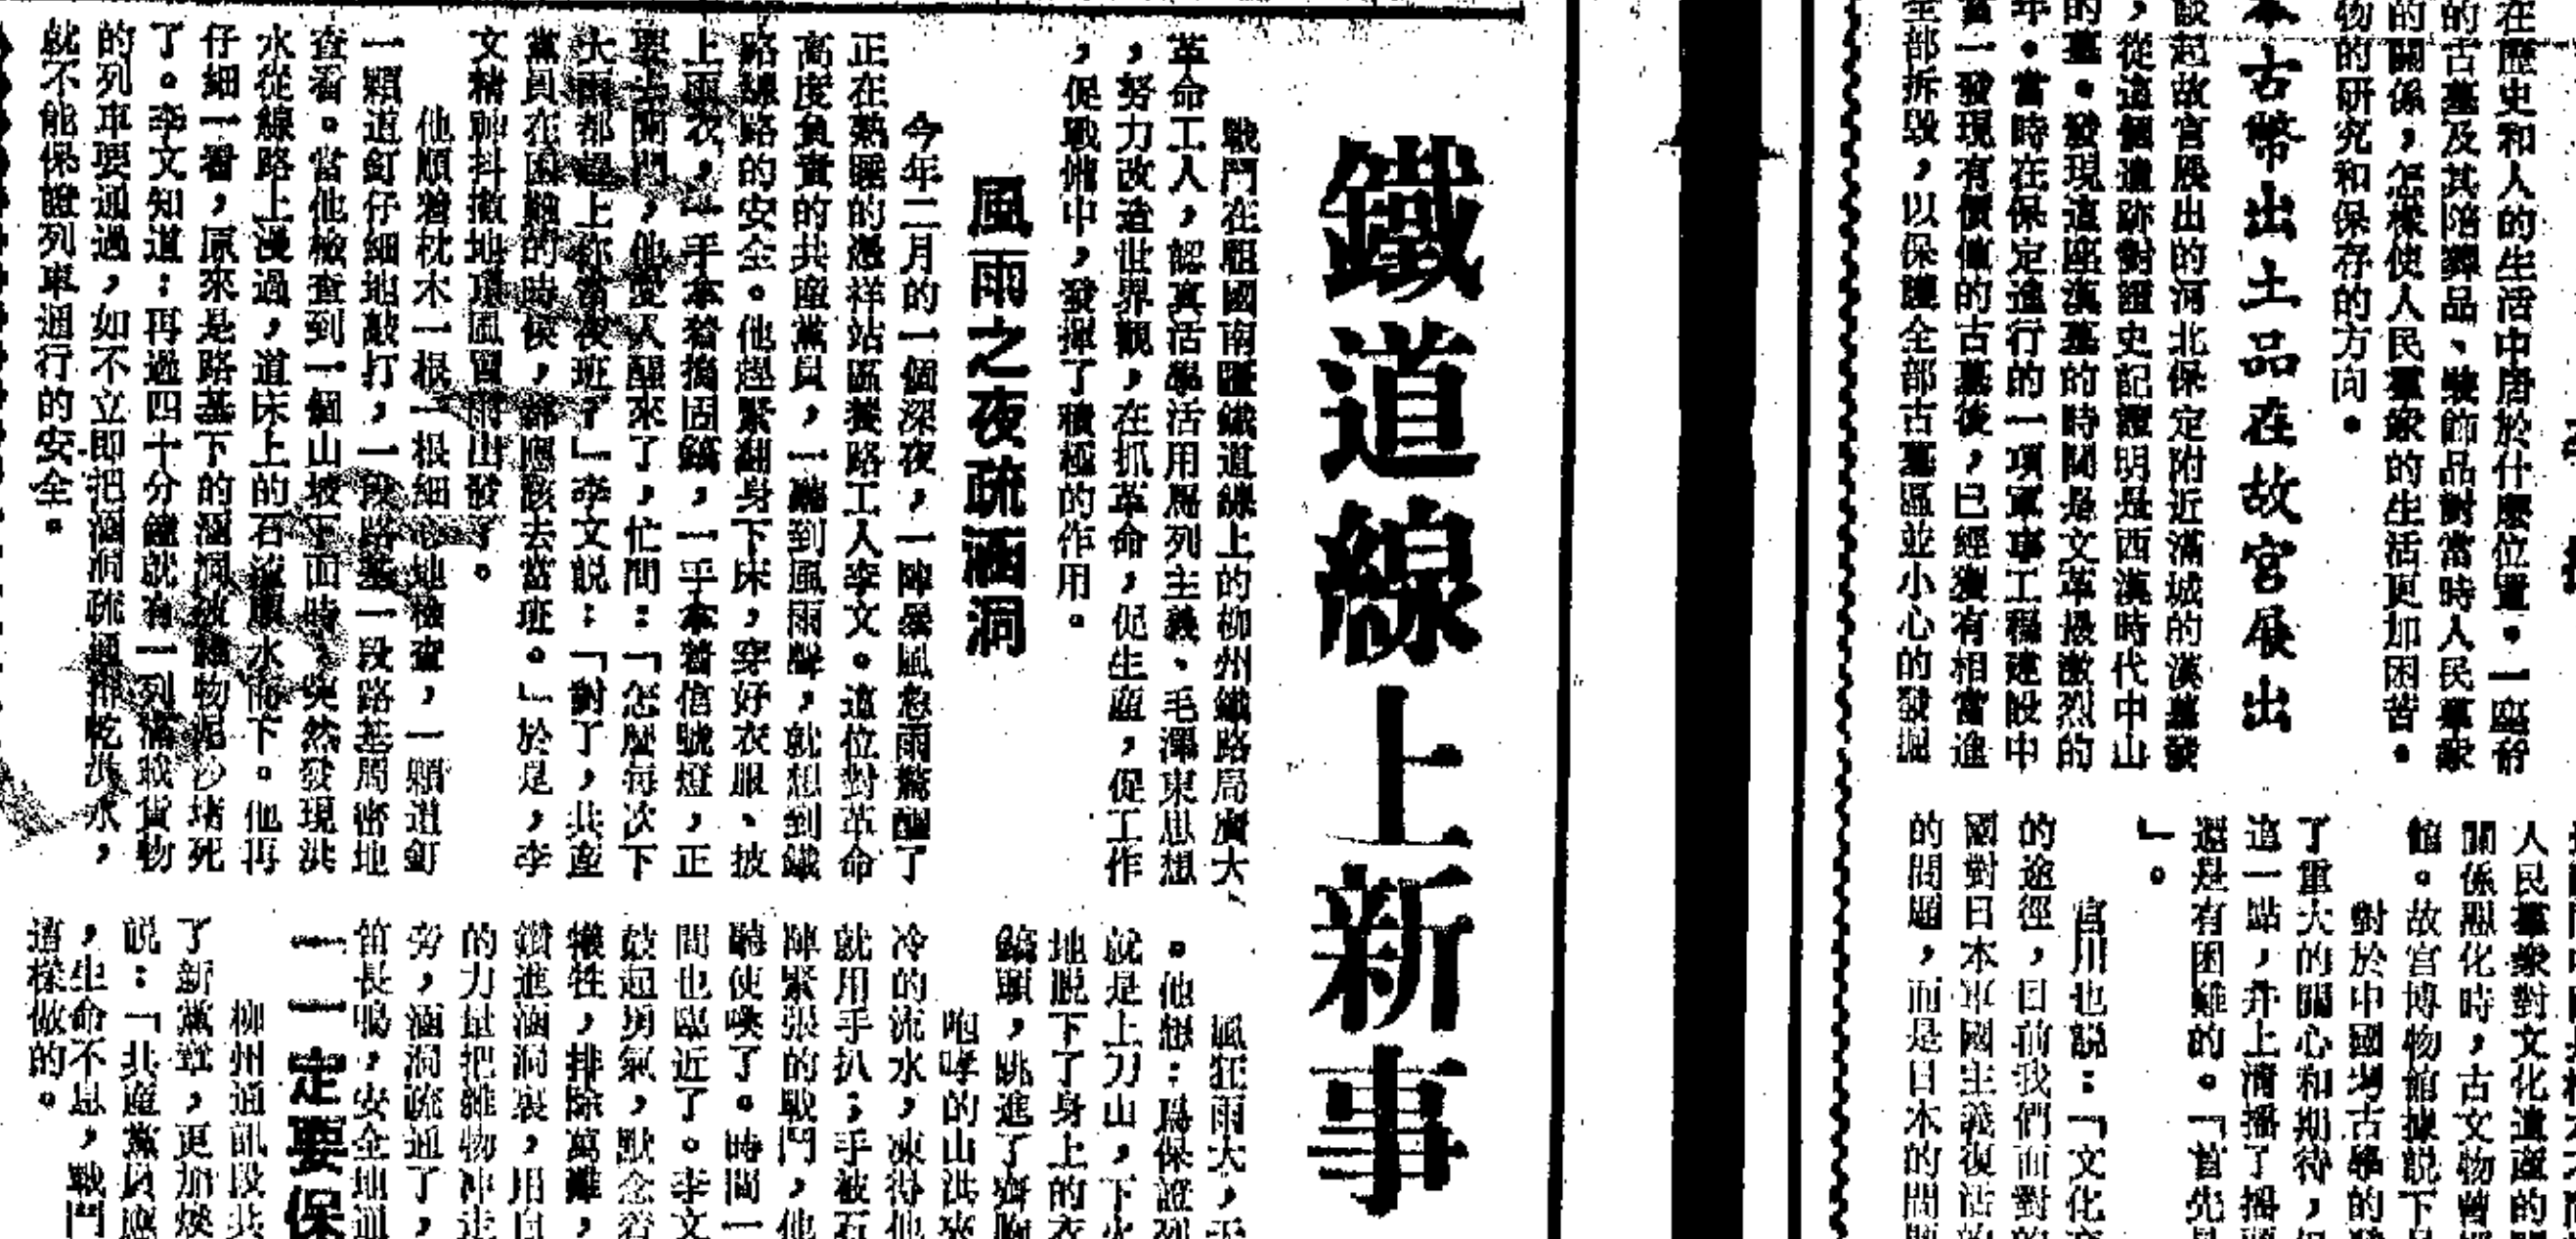 在歷史和人的生活中居於什麼位置。一座
的古墓及其陪葬品、裝飾品對當時人民羣衆
的關係，怎樣使人民羣衆的生活更加困苦。
物的研究和保存的方向。
古幣出土品在故宮展出
談起故宮展出的河北保定附近滿城的漢墓發
，從這個遺跡對證史記證明是西漢時代中山
的墓。發現這座漢墓的時間是文革最激烈的
年。當時在保定進行的一項軍事工程建設中
當一發現有價值的古墓後，已經獲有相當進
全部拆毀，以保護全部古墓區並小心的發掘
人民羣衆對文化遺產的
關係惡化時，古文物曾
館。故宮博物館據說下
對於中國考古學的
了重大的關心和期待，
這一點，井上清搖了搖
還是有困難的。「首先
」。
宮川也說：「文化
的途徑，目前我們面對的
國對日本軍國主義復活的
的問題，而是日本的問題
鐵道線上新事
戰鬥在祖國南疆鐵道線上的柳州鐵路局廣大
革命工人，認真活學活用馬列主義、毛澤東思想
，努力改造世界觀，在抓革命，促生產，促工作
，促戰備中，發揮了積極的作用。
風雨之夜疏涵洞
今年二月的一個深夜，一陣暴風急雨驚醒了
正在熟睡的憑祥站區養路工人李文。這位對革命
高度負責的共產黨員，一聽到風雨聲，就想到鐵
路線路的安全。他趕緊翻身下床，穿好衣服、披
上雨衣，一手拿着搗固鎬，一手拿着信號燈，正
要去開門，他愛人醒來了，忙問：「怎麼每次下
大雨都趕上你當夜班？」李文說：「對了，共產
黨員在困難的時候，都應該去當班。」於是，李
文精神抖擻地頂風冒雨出發了。
他順着枕木一根一根細心地檢查，一顆道釘
一顆道釘仔細地敲打，一段路基一段路基周密地
查看。當他檢查到一個山坡下面時，突然發現洪
水從線路上漫過，道床上的石渣順水而下。他再
仔細一看，原來是路基下的涵洞被雜物泥沙堵死
了。李文知道：再過四十分鐘就有一列滿載貨物
的列車要通過，如不立即把涵洞疏通排乾洪水，
就不能保證列車通行的安全。
風狂雨大，
。他想：爲保證列
就是上刀山，下火
地脫下了身上的衣
鎬頭，跳進了齊胸
咆哮的山洪夾
冷的流水，凍得他
就用手扒；手被石
陣緊張的戰鬥，他
聽使喚了。時間一
間也臨近了。李文
鼓起勇氣，默念着
犧牲，排除萬難，
鑽進涵洞裏，用自
的力量把雜物冲走
旁，涵洞疏通了，
笛長鳴，安全地通
一一定要保
柳州通訊段共
了新黨章，更加煥
說：「共產黨員應
，生命不息，戰鬥
這樣做的。